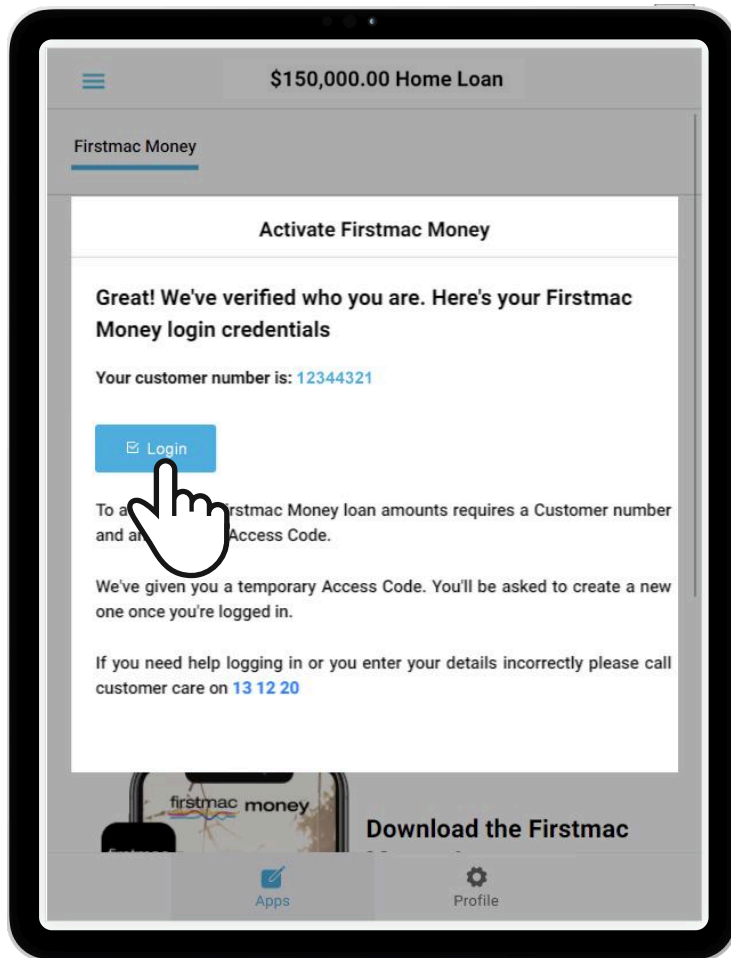 $150,000.00 Home Loan
Firstmac Money
Activate Firstmac Money
Great! We've verified who you are. Here's your Firstmac
Money login credentials
Your customer number is: 12344321
Login
To a rstmac Money loan amounts requires a Customer number
and an Access Code.
We've given you a temporary Access Code. You'll be asked to create a new
one once you're logged in.
If you need help logging in or you enter your details incorrectly please call
customer care on 13 12 20
firstmac money
Download the Firstmac
Apps
Profile